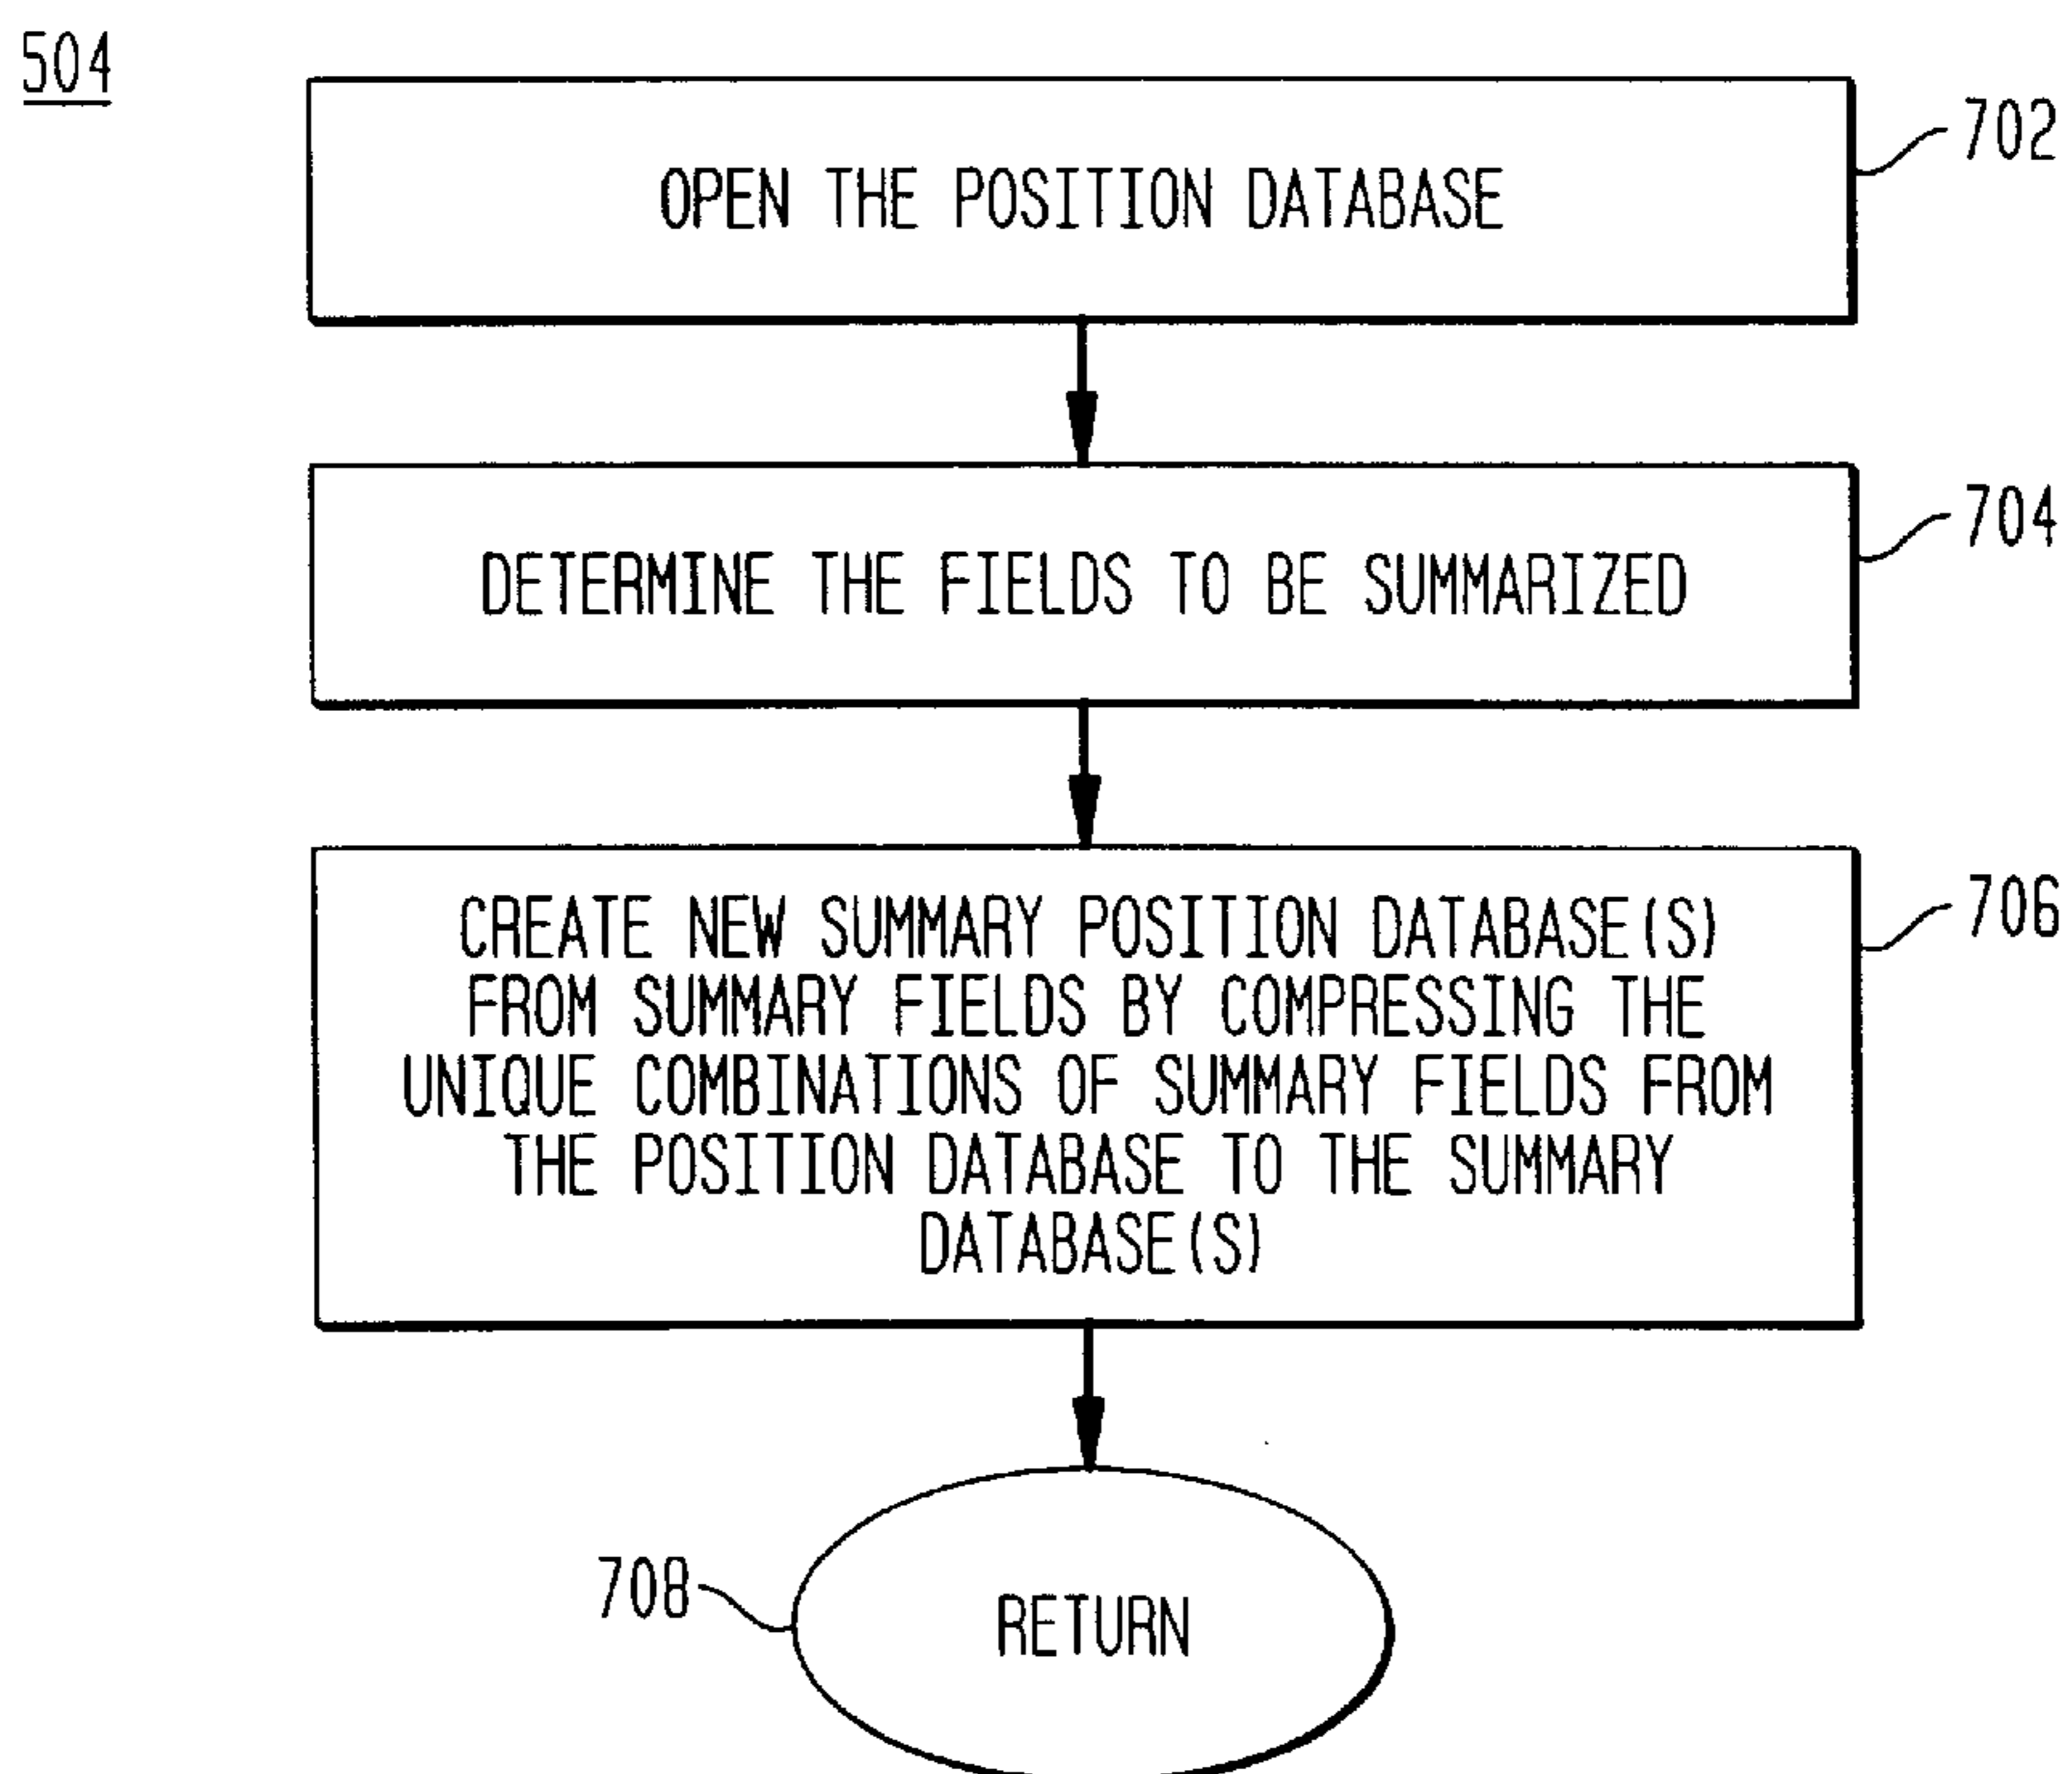 504
OPEN THE POSITION DATABASE
702
DETERMINE THE FIELDS TO BE SUMMARIZED
704
CREATE NEW SUMMARY POSITION DATABASE(S)
FROM SUMMARY FIELDS BY COMPRESSING THE
UNIQUE COMBINATIONS OF SUMMARY FIELDS FROM
THE POSITION DATABASE TO THE SUMMARY
DATABASE(S)
706
708
RETURN